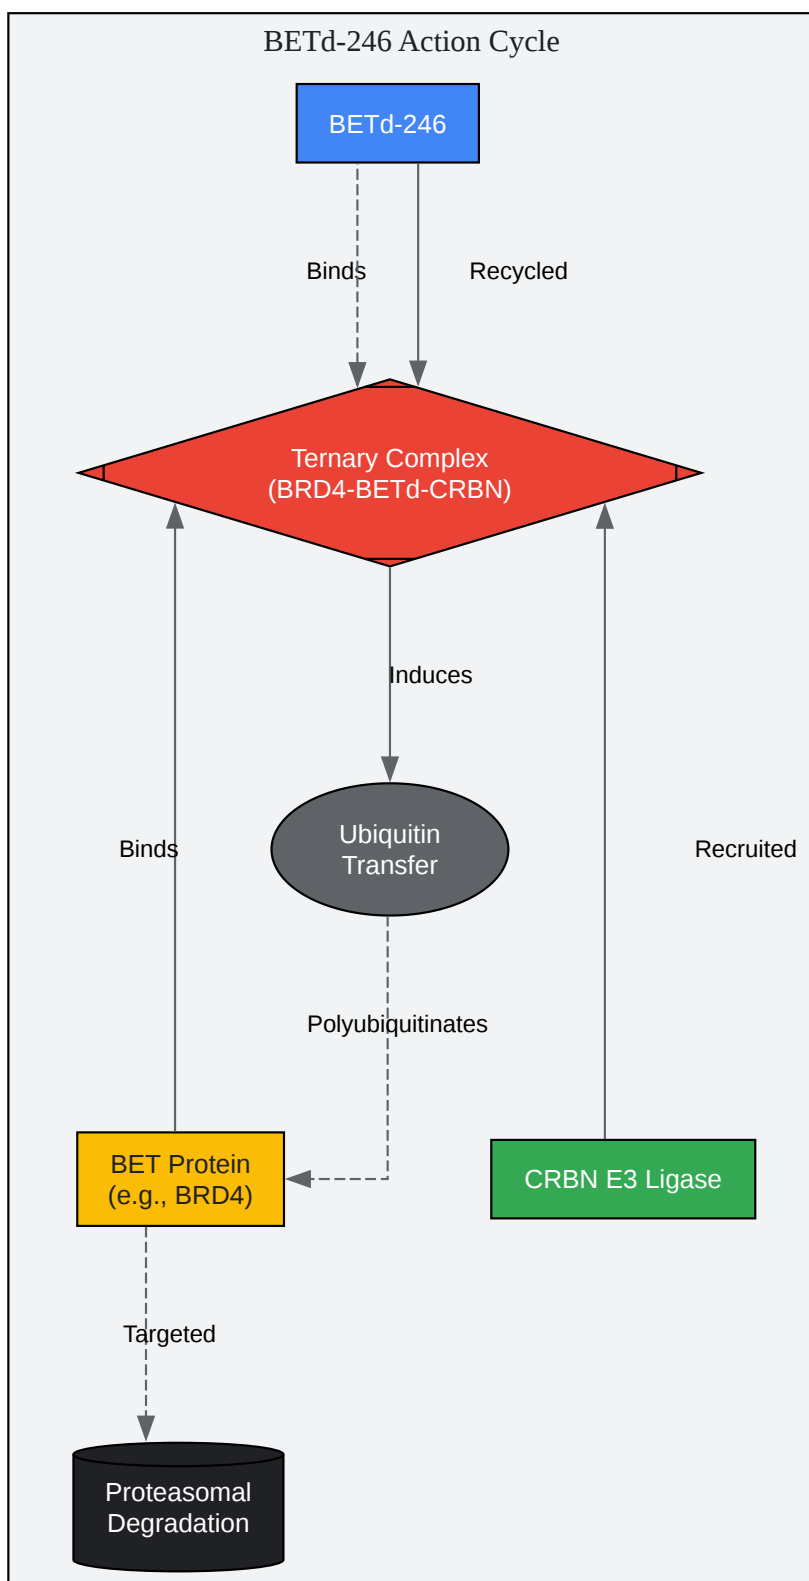 BETd-246 Action Cycle
BETd-246
Binds
Recycled
Ternary Complex
(BRD4-BETd-CRBN)
Induces
Ubiquitin
Transfer
Binds
Recruited
Polyubiquitinates
BET Protein
(e.g., BRD4)
CRBN E3 Ligase
Targeted
Proteasomal
Degradation